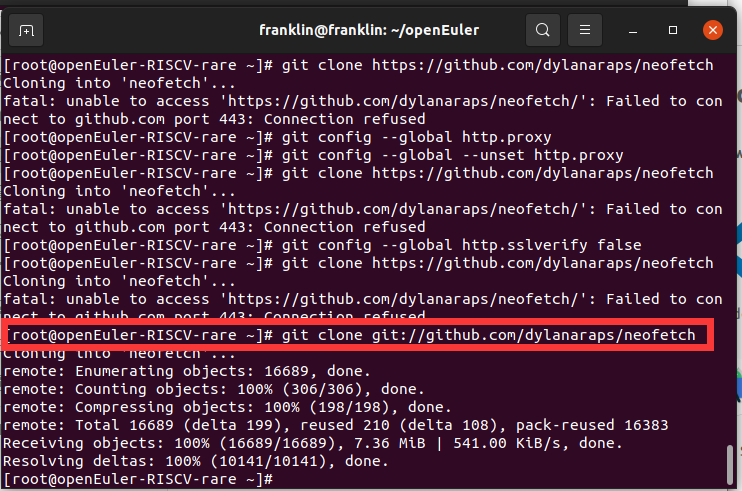 franklin@franklin: ~/openEuler
[root@openEuler-RISCV-rare ~]# git clone https://github.com/dylanaraps/neofetch
Cloning into 'neofetch'...
fatal: unable to access 'https://github.com/dylanaraps/neofetch/': Failed to con
nect to github.com port 443: Connection refused
[root@openEuler-RISCV-rare ~]# git config --global http.proxy
[root@openEuler-RISCV-rare ~]# git config --global --unset http.proxy
[root@openEuler-RISCV-rare ~]# git clone https://github.com/dylanaraps/neofetch
Cloning into 'neofetch'...
fatal: unable to access 'https://github.com/dylanaraps/neofetch/': Failed to con
nect to github.com port 443: Connection refused
[root@openEuler-RISCV-rare ~]# git config --global http.sslverify false
[root@openEuler-RISCV-rare ~]# git clone https://github.com/dylanaraps/neofetch
Cloning into 'neofetch'...
fatal: unable to access 'https://github.com/dylanaraps/neofetch/': Failed to con
nect to github.com port 443: Connection refused
[root@openEuler-RISCV-rare ~]# git clone git://github.com/dylanaraps/neofetch
Cloning into 'neofetch'...
remote: Enumerating objects: 16689, done.
remote: Counting objects: 100% (306/306), done.
remote: Compressing objects: 100% (198/198), done.
remote: Total 16689 (delta 199), reused 210 (delta 108), pack-reused 16383
Receiving objects: 100% (16689/16689), 7.36 MiB | 541.00 KiB/s, done.
Resolving deltas: 100% (10141/10141), done.
[root@openEuler-RISCV-rare ~]#